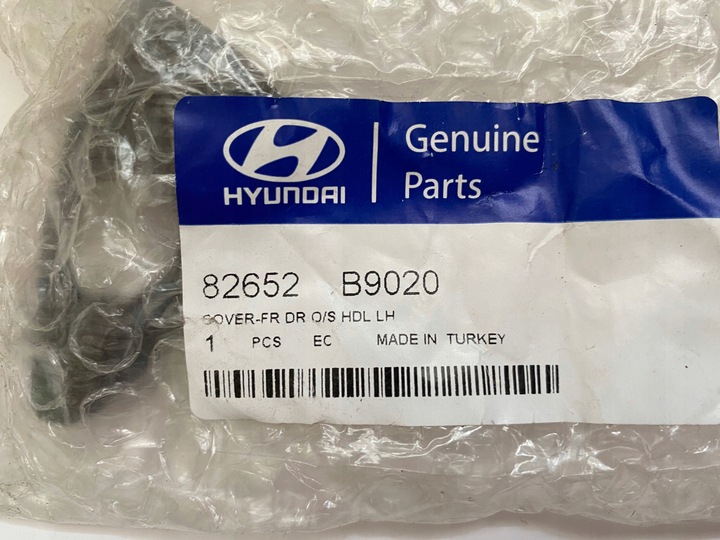 HYUNDAI
Genuine
Parts
82652 B9020
COVER-FR DR O/S HDL LH
1 PCS EC MADE IN TURKEY